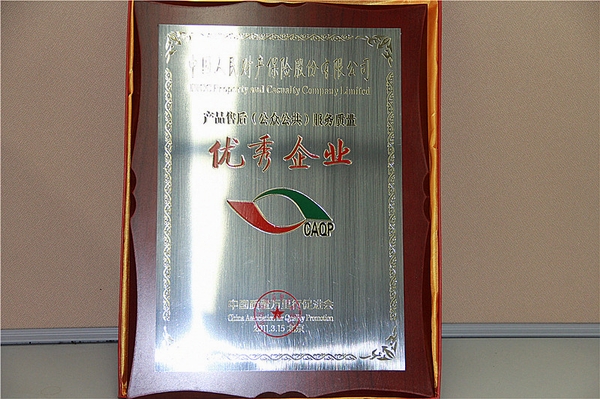 中国人民财产保险股份有限公司
PICC Property and Casualty Company Limited
产品售后（公众公共）服务质量
优秀企业
CAQP
中国质量万里行促进会
China Association for Quality Promotion
2011.3.15 北京